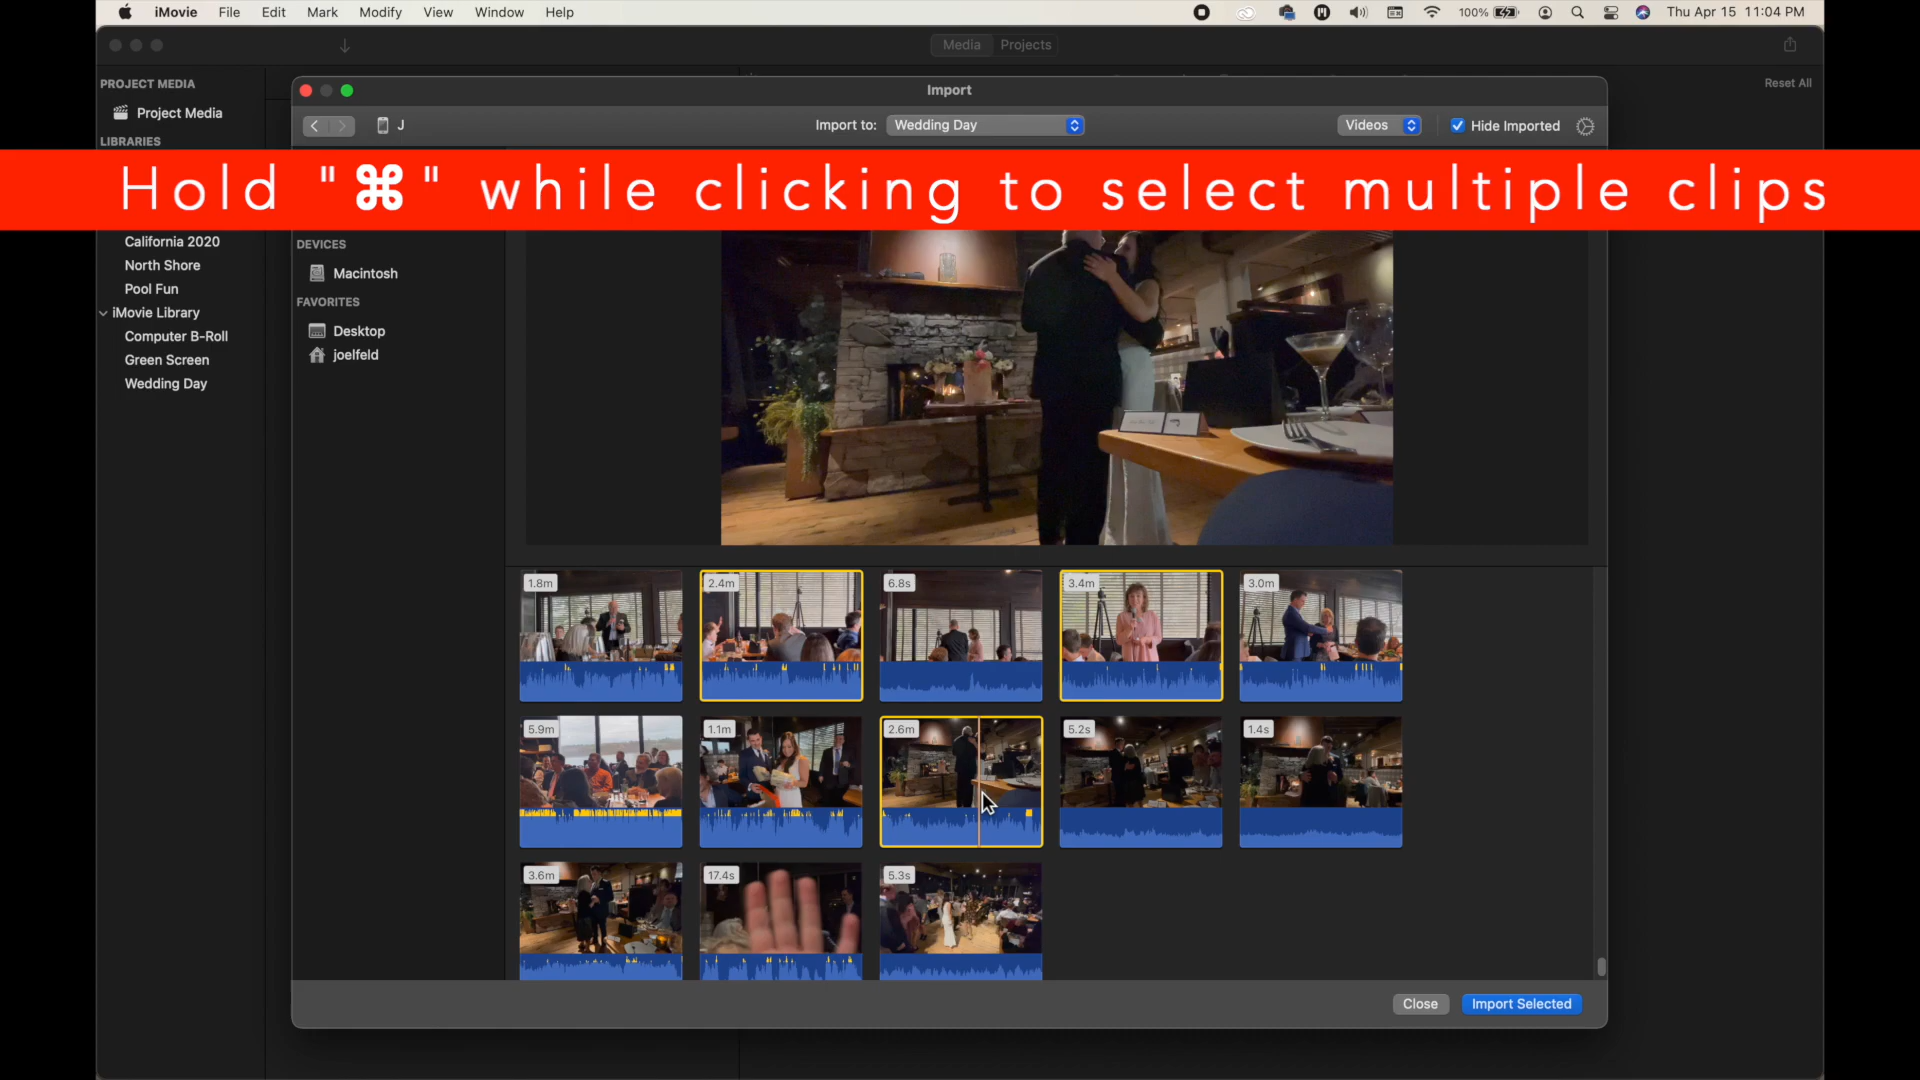 iMovie File Edit Mark Modify View Window Help 100% Thu Apr 15 11:04 PM
Media Projects
PROJECT MEDIA
Reset All
Import
Project Media
J
Import to: Wedding Day
Videos
Hide Imported
LIBRARIES
Hold "⌘" while clicking to select multiple clips
California 2020
DEVICES
North Shore
Macintosh
Pool Fun
FAVORITES
iMovie Library
Desktop
Computer B-Roll
joelfeld
Green Screen
Wedding Day
1.8m 2.4m 6.8s 3.4m 3.0m
5.9m 1.1m 2.6m 5.2s 1.4s
3.6m 17.4s 5.3s
Close Import Selected